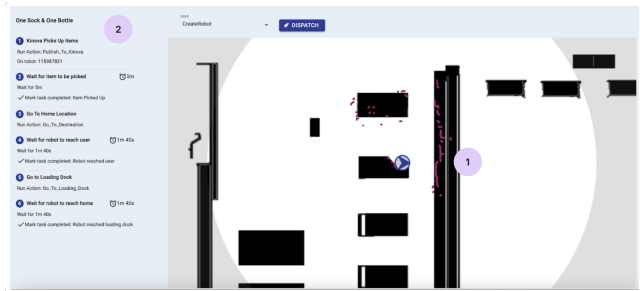 One Sock & One Bottle
2
1 Kinova Picks Up Items
Run Action: Publish_To_Kinova
On robot: 115987831
2 Wait for item to be picked 5m
Wait for 5m
Mark task completed: Item Picked Up
3 Go To Home Location
Run Action: Go_To_Destination
4 Wait for robot to reach user 1m 40s
Wait for 1m 40s
Mark task completed: Robot reached user
5 Go to Loading Dock
Run Action: Go_To_Loading_Dock
6 Wait for robot to reach home 1m 40s
Wait for 1m 40s
Mark task completed: Robot reached loading dock
CreateRobot
DISPATCH
1